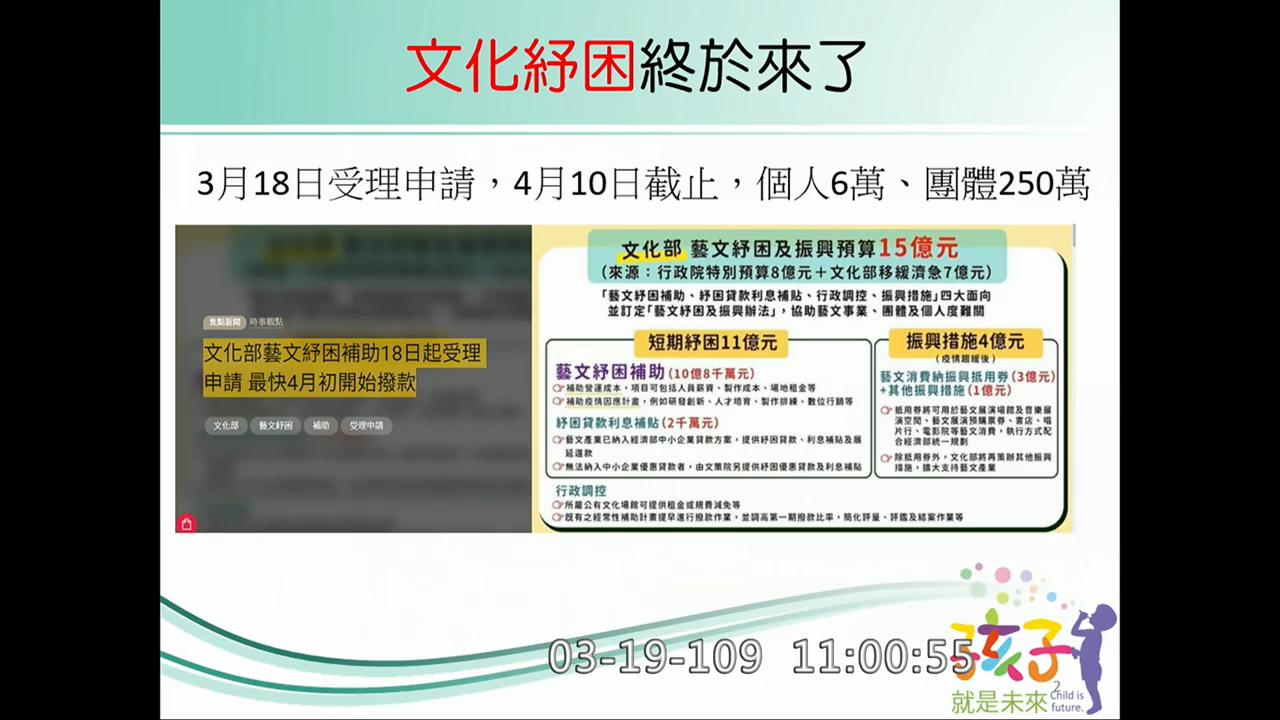 文化紓困終於來了
3月18日受理申請，4月10日截止，個人6萬、團體250萬
焦點新聞 時事觀點
文化部藝文紓困補助18日起受理
申請 最快4月初開始撥款
文化部 藝文紓困 補助 受理申請
文化部 藝文紓困及振興預算15億元
（來源：行政院特別預算8億元＋文化部移緩濟急7億元）
「藝文紓困補助、紓困貸款利息補貼、行政調控、振興措施」四大面向
並訂定「藝文紓困及振興辦法」，協助藝文事業、團體及個人度難關
短期紓困11億元
藝文紓困補助（10億8千萬元）
補助營運成本，項目可包括人員薪資、製作成本、場地租金等
補助疫情因應計畫，例如研發創新、人才培育、製作排練、數位行銷等
紓困貸款利息補貼（2千萬元）
藝文產業已納入經濟部中小企業貸款方案，提供紓困貸款、利息補貼及展
延還款
無法納入中小企業優惠貸款者，由文策院另提供紓困優惠貸款及利息補貼
振興措施4億元
（疫情趨緩後）
藝文消費納振興抵用券（3億元）
+其他振興措施（1億元）
抵用券將可用於藝文展演場館及音樂展
演空間、藝文展演預購票券、書店、唱
片行、電影院等藝文消費，執行方式配
合經濟部統一規劃
除抵用券外，文化部將再策辦其他振興
措施，擴大支持藝文產業
行政調控
所屬公有文化場館可提供租金或規費減免等
既有之經常性補助計畫提早進行撥款作業，並調高第一期撥款比率，簡化評量、評鑑及結案作業等
03-19-109 11:00:55
孩子
就是未來
Child is
future.
2